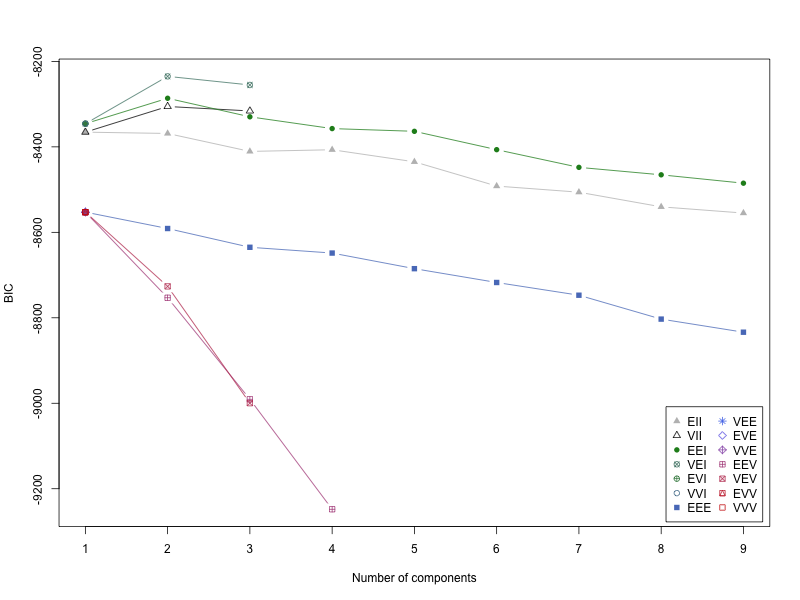 -8200
-8400
-8600
-8800
-9000
-9200
BIC
1 2 3 4 5 6 7 8 9
Number of components
EII VEE
VII EVE
EEI VVE
VEI EEV
EVI VEV
VVI EVV
EEE VVV